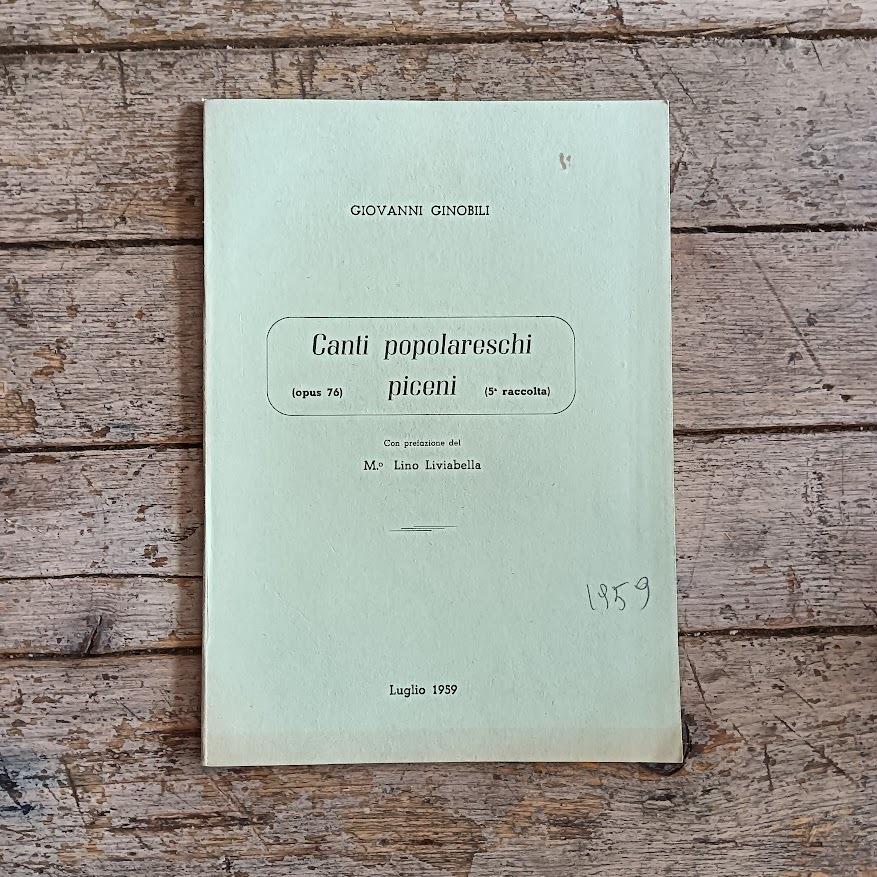 GIOVANNI GINOBILI
Canti popolareschi
(opus 76) piceni (5ª raccolta)
Con prefazione del
M.º Lino Liviabella
1959
Luglio 1959